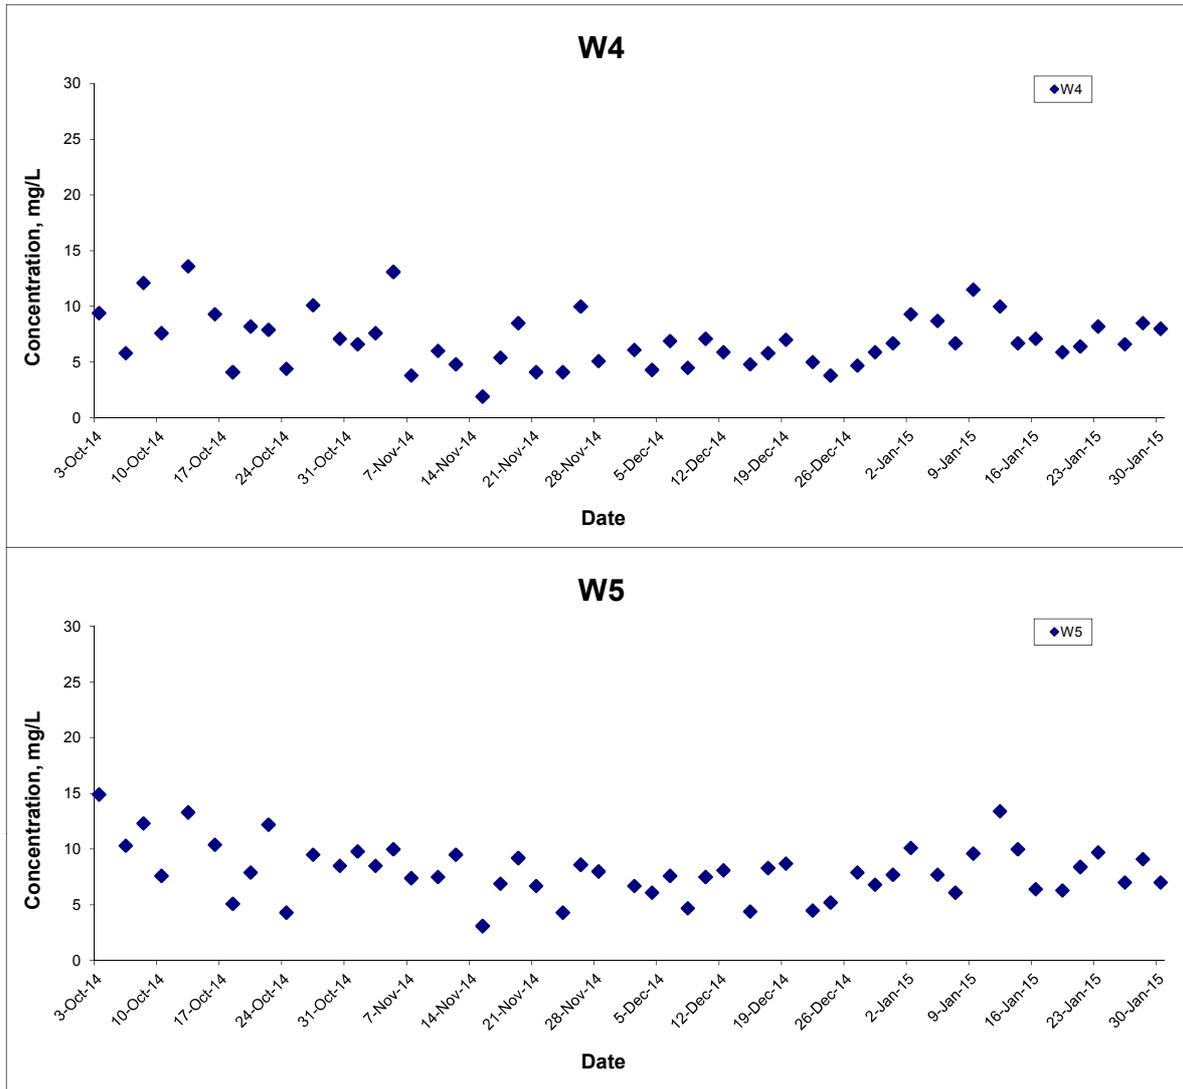 W4
W4
Concentration, mg/L
30
25
20
15
10
5
0
3-Oct-14
10-Oct-14
17-Oct-14
24-Oct-14
31-Oct-14
7-Nov-14
14-Nov-14
21-Nov-14
28-Nov-14
5-Dec-14
12-Dec-14
19-Dec-14
26-Dec-14
2-Jan-15
9-Jan-15
16-Jan-15
23-Jan-15
30-Jan-15
Date
W5
W5
Concentration, mg/L
30
25
20
15
10
5
0
3-Oct-14
10-Oct-14
17-Oct-14
24-Oct-14
31-Oct-14
7-Nov-14
14-Nov-14
21-Nov-14
28-Nov-14
5-Dec-14
12-Dec-14
19-Dec-14
26-Dec-14
2-Jan-15
9-Jan-15
16-Jan-15
23-Jan-15
30-Jan-15
Date